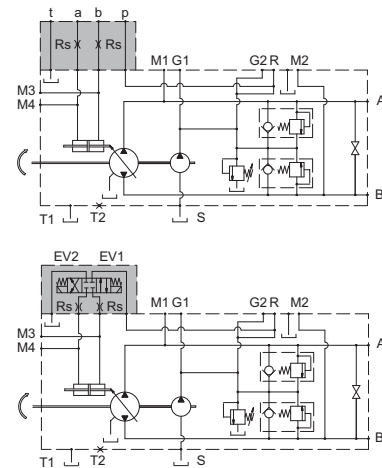 t a b p
Rs Rs
M1 G1 G2 R M2
M3
M4
A
B
T1 T2 S
EV2 EV1
Rs Rs
M1 G1 G2 R M2
M3
M4
A
B
T1 T2 S